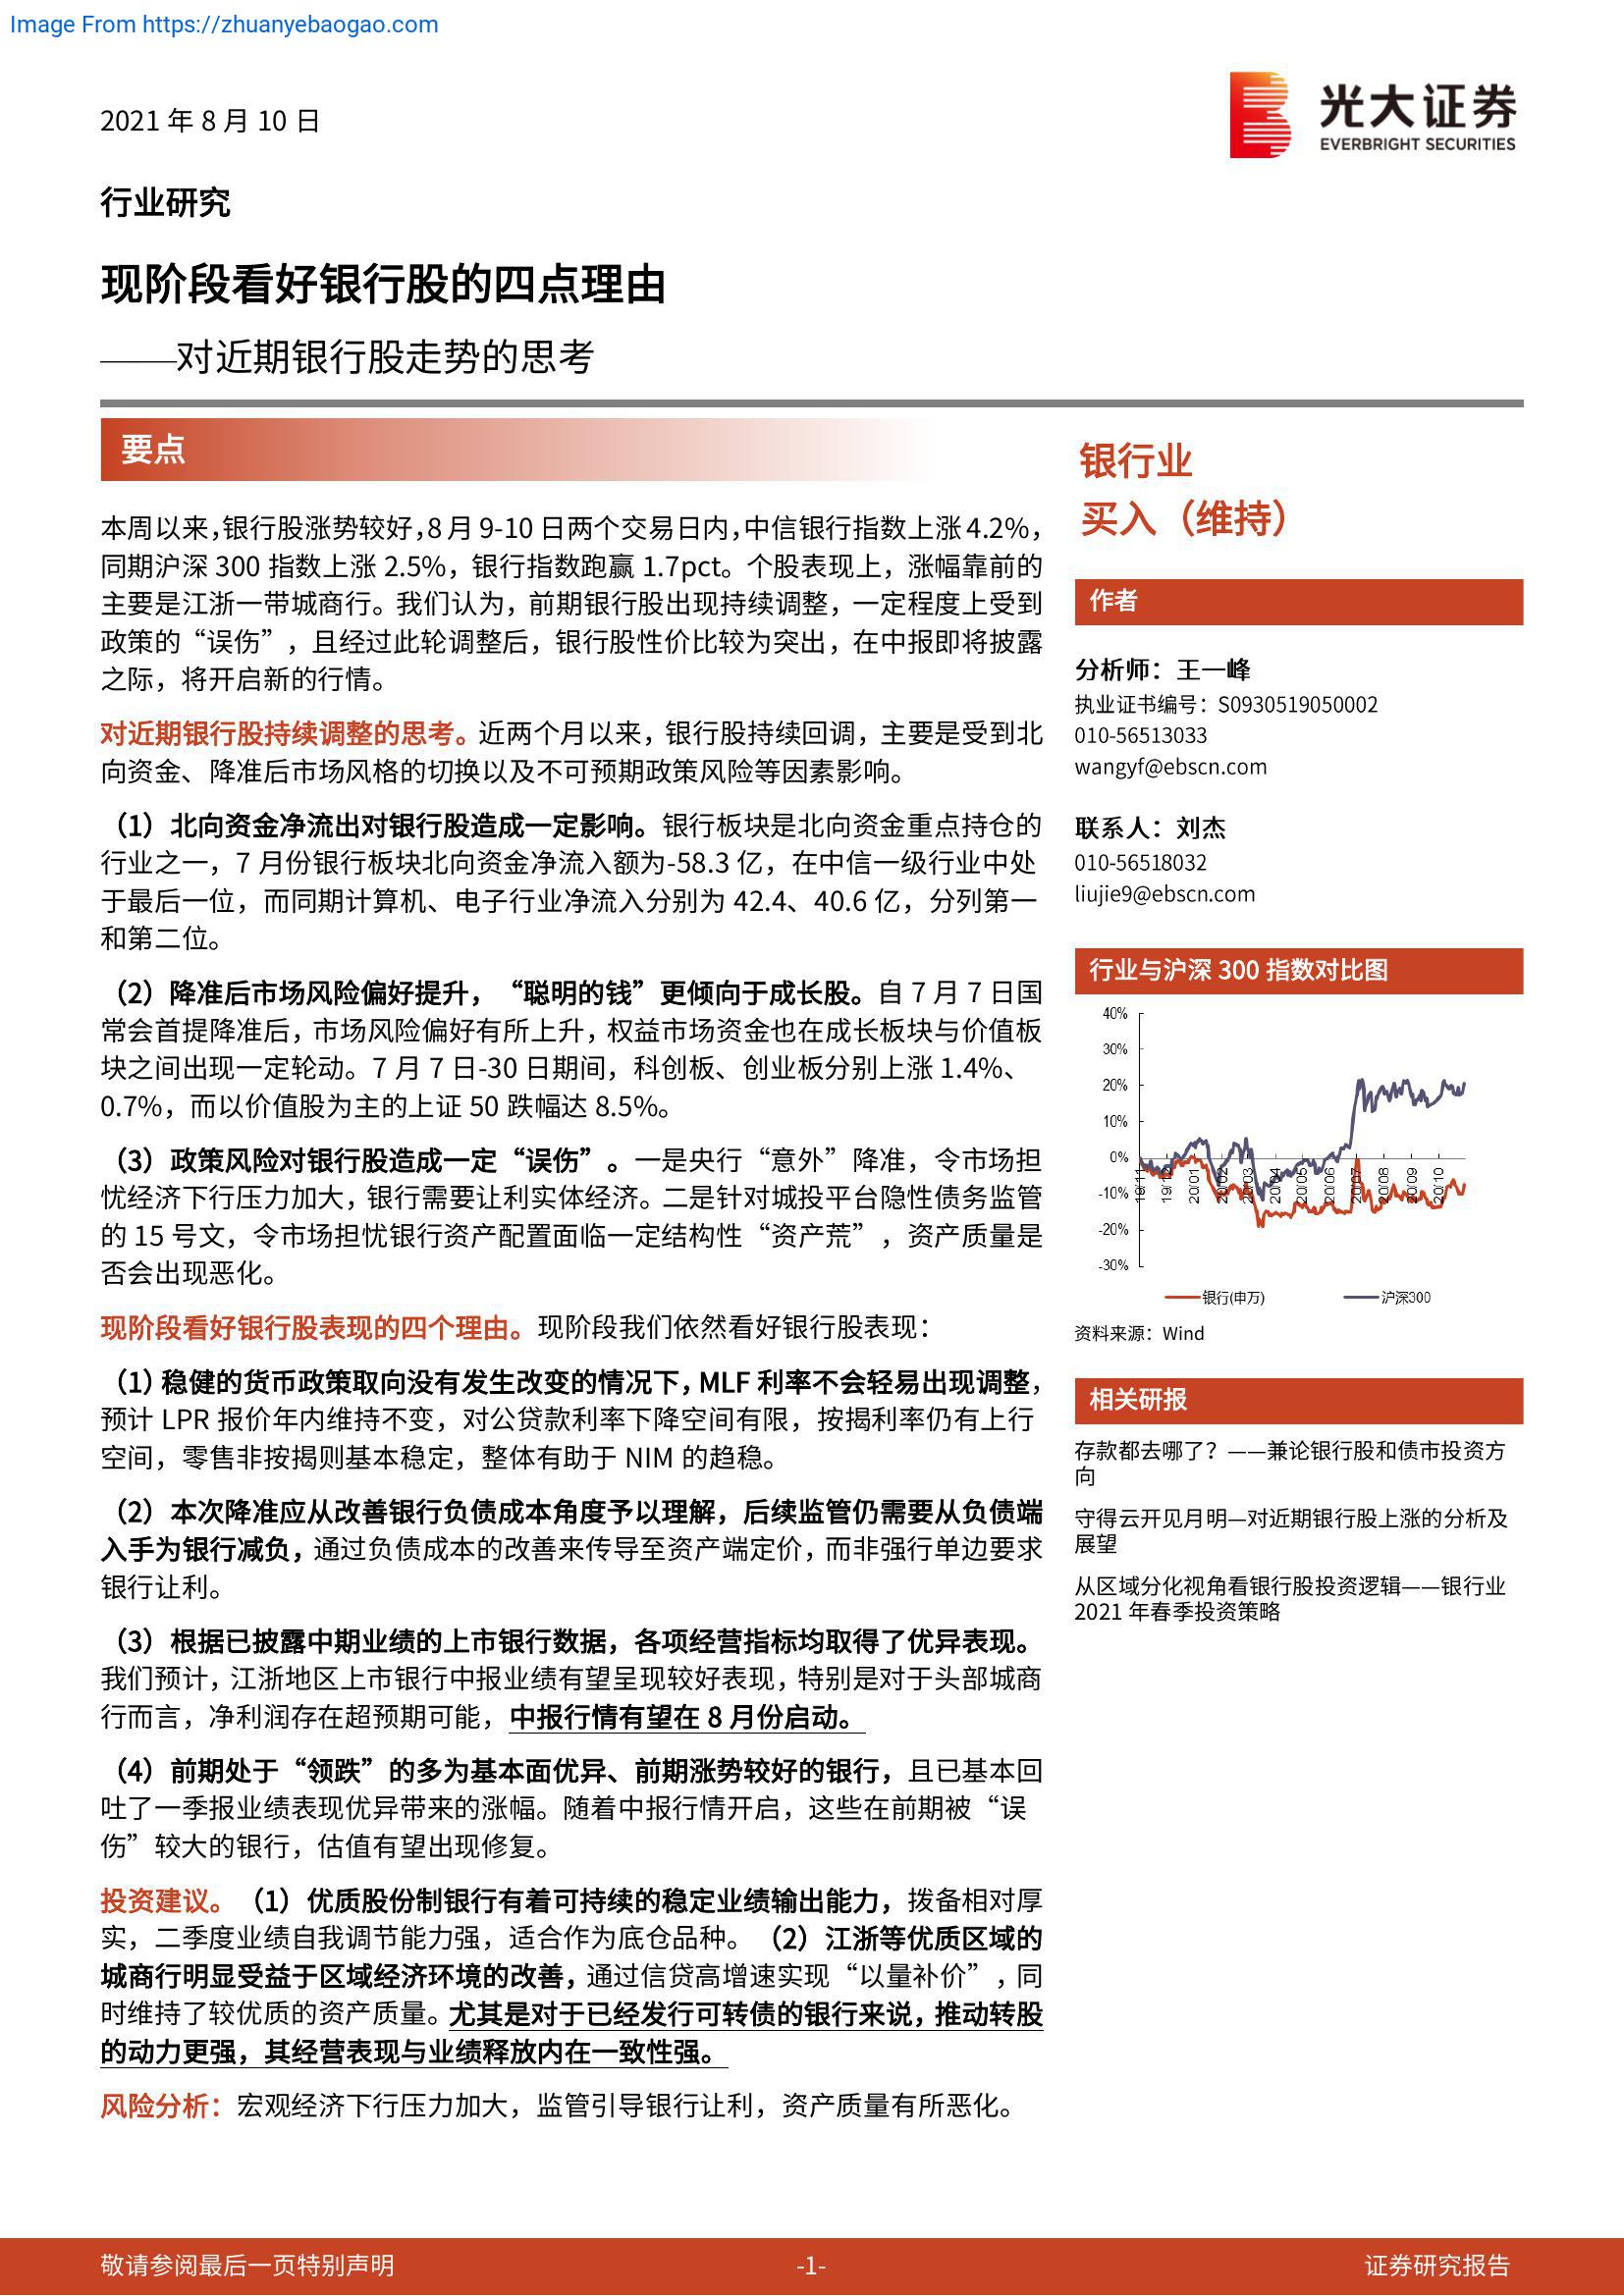 Image From https://zhuanyebaogao.com
2021 年 8 月 10 日
光大证券
EVERBRIGHT SECURITIES
行业研究
现阶段看好银行股的四点理由
——对近期银行股走势的思考
要点
本周以来，银行股涨势较好，8 月 9-10 日两个交易日内，中信银行指数上涨 4.2%，
同期沪深 300 指数上涨 2.5%，银行指数跑赢 1.7pct。个股表现上，涨幅靠前的
主要是江浙一带城商行。我们认为，前期银行股出现持续调整，一定程度上受到
政策的“误伤”，且经过此轮调整后，银行股性价比较为突出，在中报即将披露
之际，将开启新的行情。
对近期银行股持续调整的思考。近两个月以来，银行股持续回调，主要是受到北
向资金、降准后市场风格的切换以及不可预期政策风险等因素影响。
（1）北向资金净流出对银行股造成一定影响。银行板块是北向资金重点持仓的
行业之一，7 月份银行板块北向资金净流入额为-58.3 亿，在中信一级行业中处
于最后一位，而同期计算机、电子行业净流入分别为 42.4、40.6 亿，分列第一
和第二位。
（2）降准后市场风险偏好提升，“聪明的钱”更倾向于成长股。自 7 月 7 日国
常会首提降准后，市场风险偏好有所上升，权益市场资金也在成长板块与价值板
块之间出现一定轮动。7 月 7 日-30 日期间，科创板、创业板分别上涨 1.4%、
0.7%，而以价值股为主的上证 50 跌幅达 8.5%。
（3）政策风险对银行股造成一定“误伤”。一是央行“意外”降准，令市场担
忧经济下行压力加大，银行需要让利实体经济。二是针对城投平台隐性债务监管
的 15 号文，令市场担忧银行资产配置面临一定结构性“资产荒”，资产质量是
否会出现恶化。
现阶段看好银行股表现的四个理由。现阶段我们依然看好银行股表现：
（1）稳健的货币政策取向没有发生改变的情况下，MLF 利率不会轻易出现调整，
预计 LPR 报价年内维持不变，对公贷款利率下降空间有限，按揭利率仍有上行
空间，零售非按揭则基本稳定，整体有助于 NIM 的趋稳。
（2）本次降准应从改善银行负债成本角度予以理解，后续监管仍需要从负债端
入手为银行减负，通过负债成本的改善来传导至资产端定价，而非强行单边要求
银行让利。
（3）根据已披露中期业绩的上市银行数据，各项经营指标均取得了优异表现。
我们预计，江浙地区上市银行中报业绩有望呈现较好表现，特别是对于头部城商
行而言，净利润存在超预期可能，中报行情有望在 8 月份启动。
（4）前期处于“领跌”的多为基本面优异、前期涨势较好的银行，且已基本回
吐了一季报业绩表现优异带来的涨幅。随着中报行情开启，这些在前期被“误
伤”较大的银行，估值有望出现修复。
投资建议。（1）优质股份制银行有着可持续的稳定业绩输出能力，拨备相对厚
实，二季度业绩自我调节能力强，适合作为底仓品种。（2）江浙等优质区域的
城商行明显受益于区域经济环境的改善，通过信贷高增速实现“以量补价”，同
时维持了较优质的资产质量。尤其是对于已经发行可转债的银行来说，推动转股
的动力更强，其经营表现与业绩释放内在一致性强。
风险分析：宏观经济下行压力加大，监管引导银行让利，资产质量有所恶化。
银行业
买入（维持）
作者
分析师：王一峰
执业证书编号：S0930519050002
010-56513033
wangyf@ebscn.com
联系人：刘杰
010-56518032
liujie9@ebscn.com
行业与沪深 300 指数对比图
40%
30%
20%
10%
0%
-10%
-20%
-30%
19/11 19/12 20/01 20/02 20/03 20/04 20/05 20/06 20/07 20/08 20/09 20/10
银行(申万) 沪深300
资料来源：Wind
相关研报
存款都去哪了？——兼论银行股和债市投资方
向
守得云开见月明—对近期银行股上涨的分析及
展望
从区域分化视角看银行股投资逻辑——银行业
2021 年春季投资策略
敬请参阅最后一页特别声明 -1- 证券研究报告